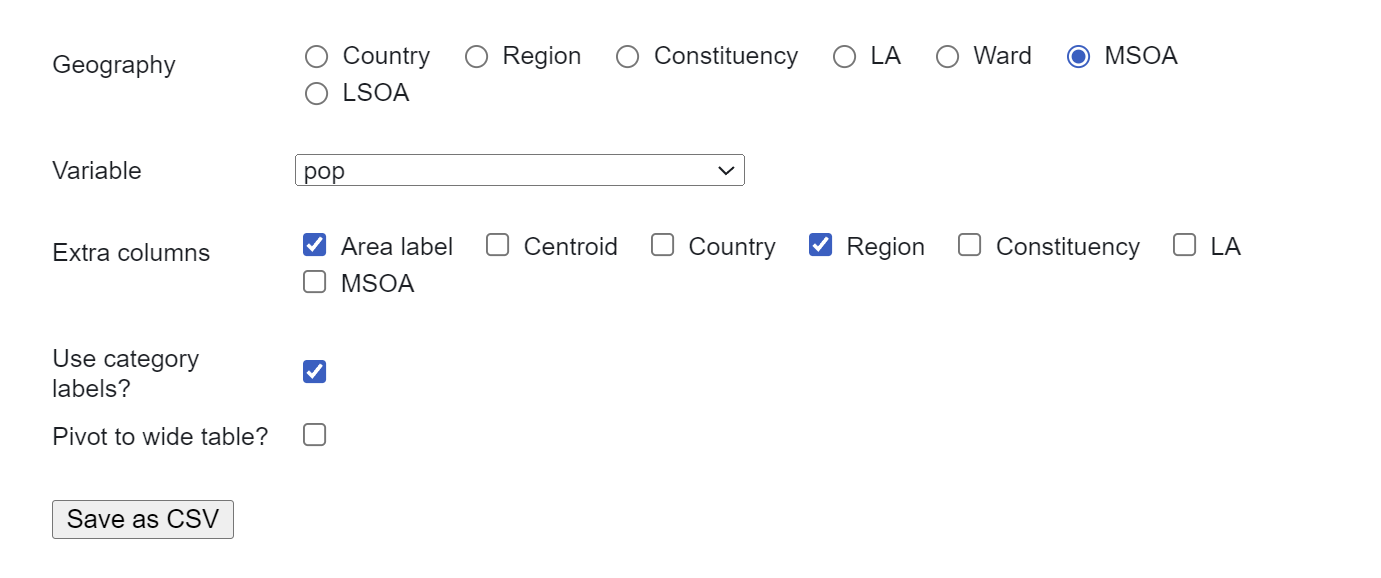 Geography Country Region Constituency LA Ward MSOA
LSOA
Variable pop
Extra columns Area label Centroid Country Region Constituency LA
MSOA
Use category
labels?
Pivot to wide table?
Save as CSV